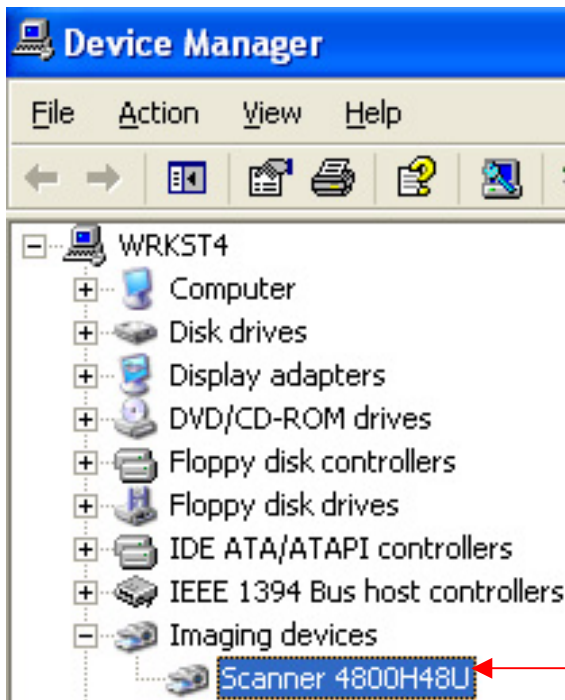 Device Manager
File Action View Help
WRKST4
Computer
Disk drives
Display adapters
DVD/CD-ROM drives
Floppy disk controllers
Floppy disk drives
IDE ATA/ATAPI controllers
IEEE 1394 Bus host controllers
Imaging devices
Scanner 4800H48U